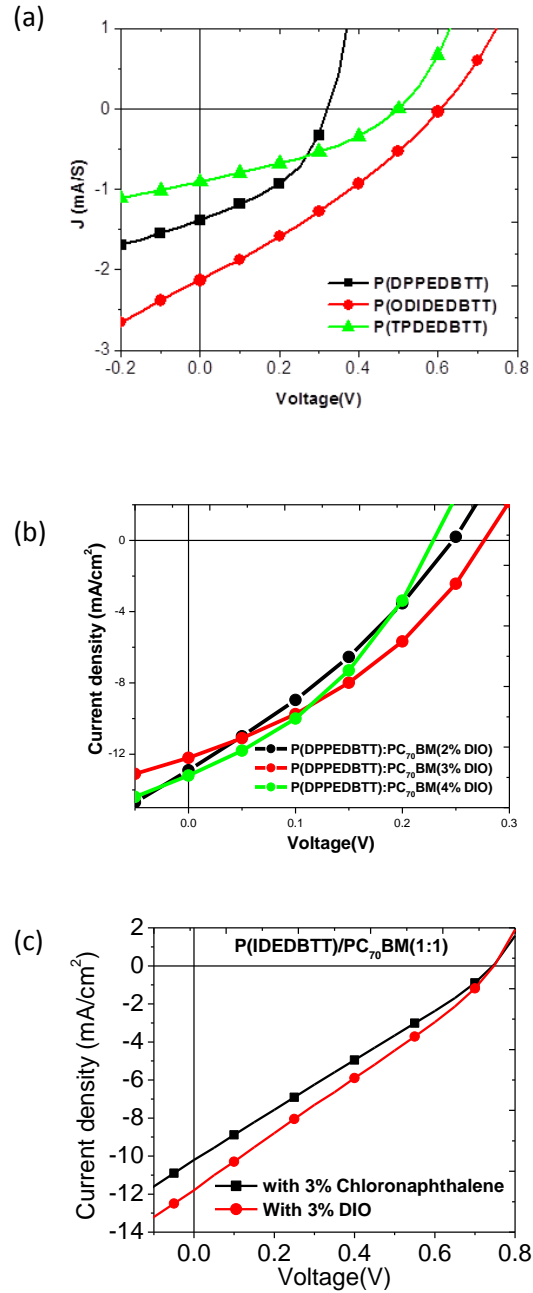 (a)
1
0
-1
-2
-3
J (mA/S)
P(DPPEDBTT)
P(ODIDEDBTT)
P(TPDEDBTT)
-0.2 0.0 0.2 0.4 0.6 0.8
Voltage(V)
(b)
0
-4
-8
-12
Current density (mA/cm²)
P(DPPEDBTT):PC₇₀BM(2% DIO)
P(DPPEDBTT):PC₇₀BM(3% DIO)
P(DPPEDBTT):PC₇₀BM(4% DIO)
0.0 0.1 0.2 0.3
Voltage(V)
(c)
P(IDEDBTT)/PC₇₀BM(1:1)
2
0
-2
-4
-6
-8
-10
-12
-14
Current density (mA/cm²)
with 3% Chloronaphthalene
With 3% DIO
0.0 0.2 0.4 0.6 0.8
Voltage(V)